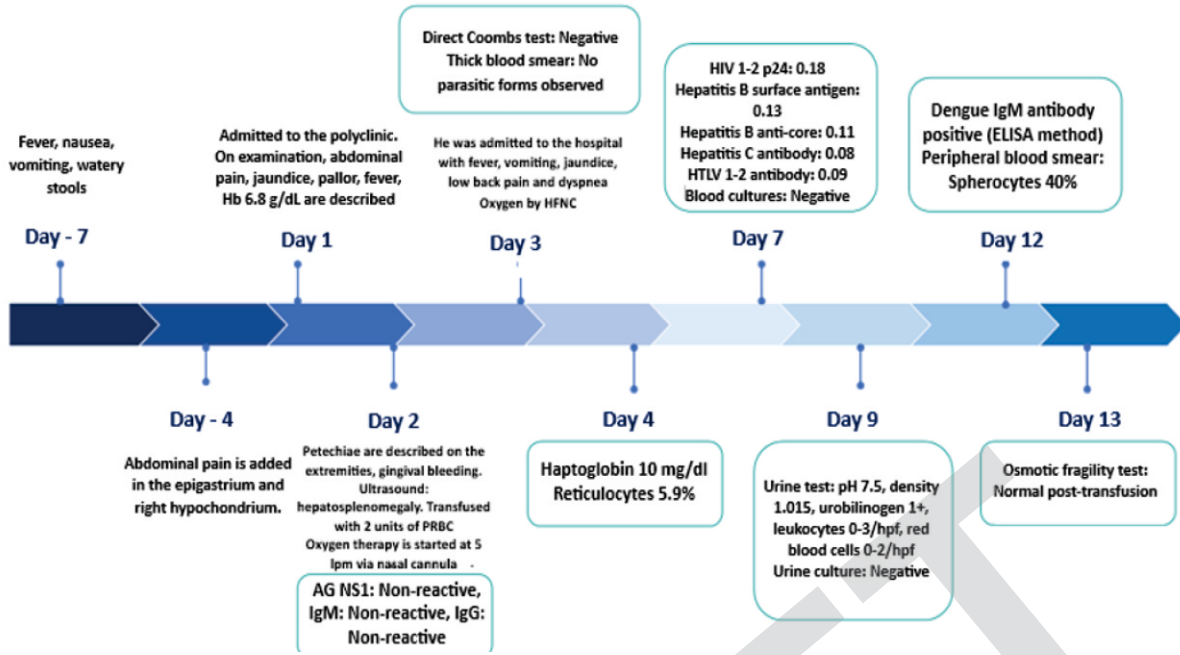 Direct Coombs test: Negative
Thick blood smear: No
parasitic forms observed
HIV 1-2 p24: 0.18
Hepatitis B surface antigen:
0.13
Hepatitis B anti-core: 0.11
Hepatitis C antibody: 0.08
HTLV 1-2 antibody: 0.09
Blood cultures: Negative
Dengue IgM antibody
positive (ELISA method)
Peripheral blood smear:
Spherocytes 40%
Fever, nausea,
vomiting, watery
stools
Admitted to the polyclinic.
On examination, abdominal
pain, jaundice, pallor, fever,
Hb 6.8 g/dL are described
He was admitted to the hospital
with fever, vomiting, jaundice,
low back pain and dyspnea
Oxygen by HFNC
Day - 7
Day 1
Day 3
Day 7
Day 12
Day - 4
Day 2
Day 4
Day 9
Day 13
Abdominal pain is added
in the epigastrium and
right hypochondrium.
Petechiae are described on the
extremities, gingival bleeding.
Ultrasound:
hepatosplenomegaly. Transfused
with 2 units of PRBC
Oxygen therapy is started at 5
lpm via nasal cannula
AG NS1: Non-reactive,
IgM: Non-reactive, IgG:
Non-reactive
Haptoglobin 10 mg/dl
Reticulocytes 5.9%
Urine test: pH 7.5, density
1.015, urobilinogen 1+,
leukocytes 0-3/hpf, red
blood cells 0-2/hpf
Urine culture: Negative
Osmotic fragility test:
Normal post-transfusion